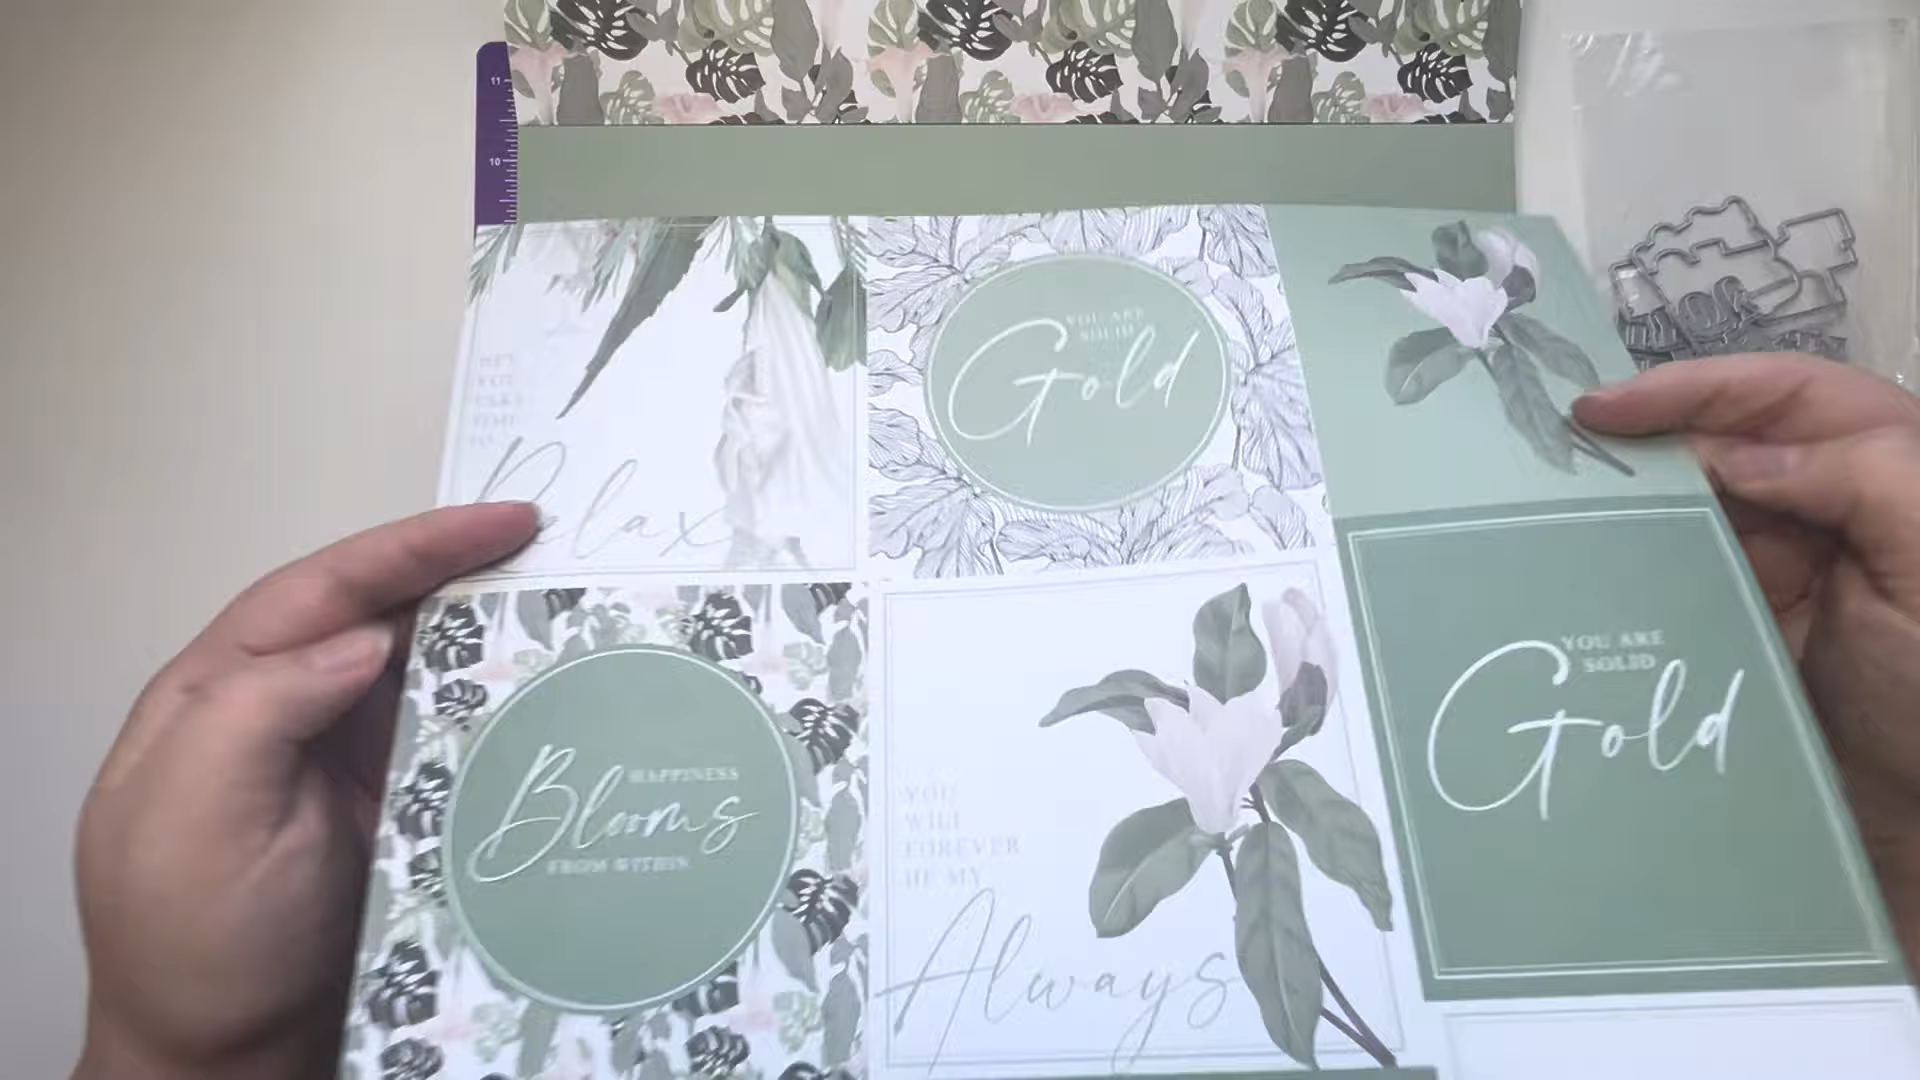 11
10
YOU ARE
SOLID
Gold
Relax
HAPPINESS
Blooms
FROM WITHIN
YOU
WILL
FOREVER
BE MY
Always
YOU ARE
SOLID
Gold